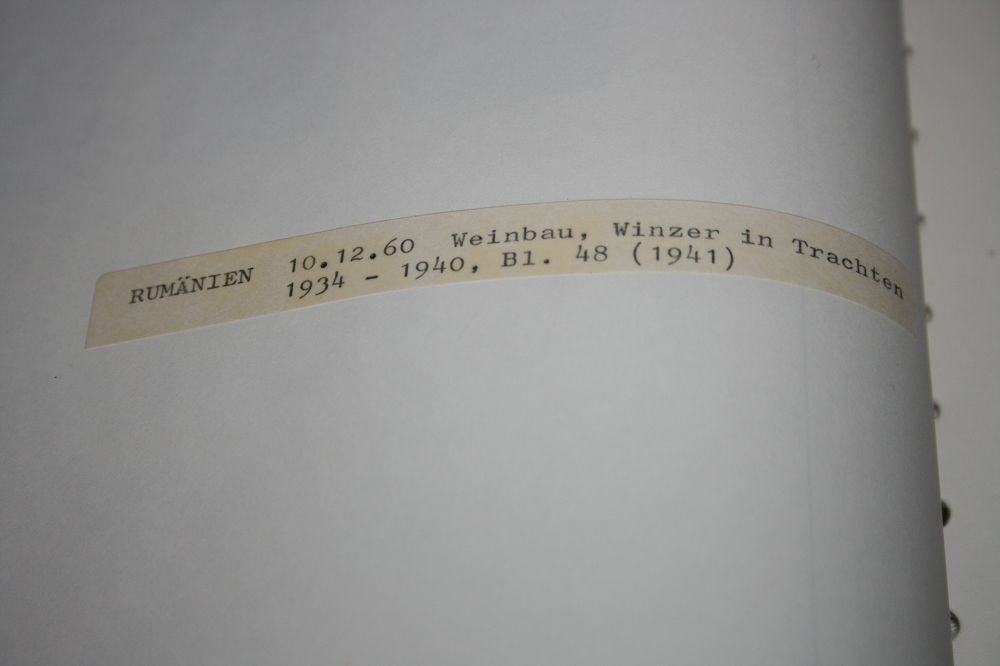 RUMÄNIEN 10.12.60 Weinbau, Winzer in Trachten
1934 - 1940, Bl. 48 (1941)